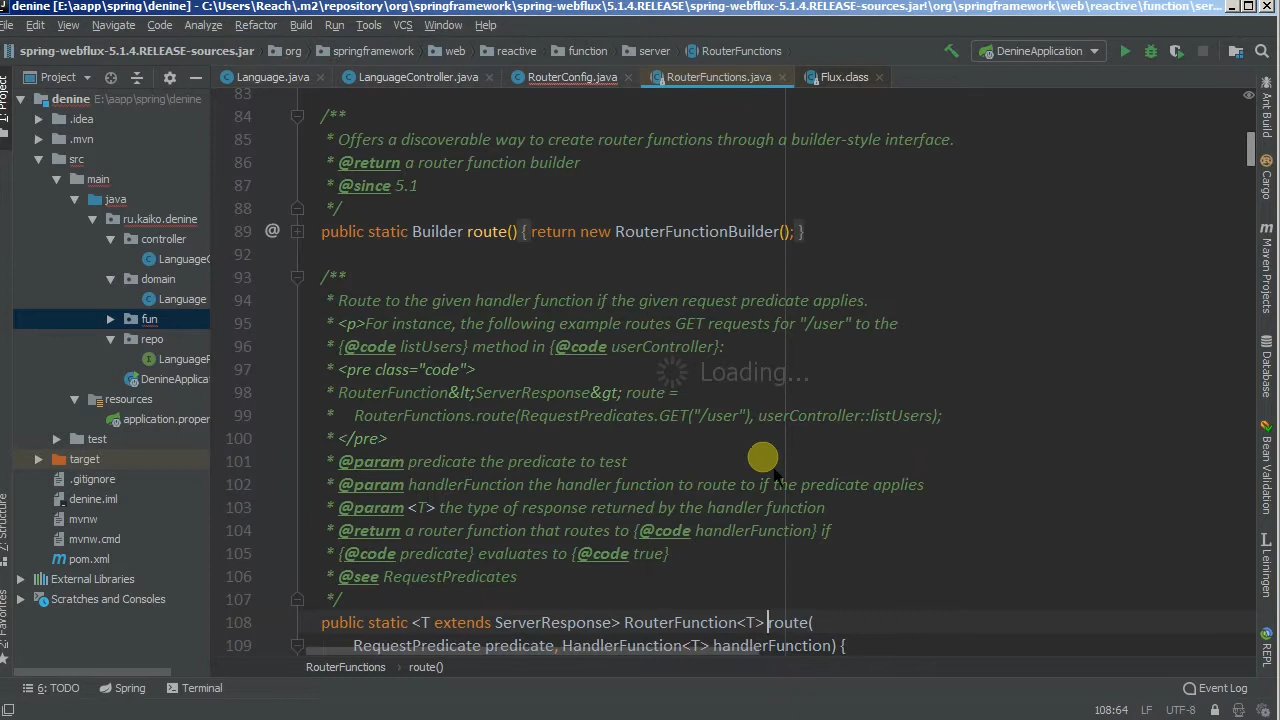 denine [E:\aapp\spring\denine] - C:\Users\Reach\.m2\repository\org\springframework\spring-webflux\5.1.4.RELEASE\spring-webflux-5.1.4.RELEASE-sources.jar!\org\springframework\web\reactive\function\ser...
File Edit View Navigate Code Analyze Refactor Build Run Tools VCS Window Help
spring-webflux-5.1.4.RELEASE-sources.jar org springframework web reactive function server RouterFunctions DenineApplication
Project Language.java LanguageController.java RouterConfig.java RouterFunctions.java Flux.class
denine E:\aapp\spring\denine
.idea
.mvn
src
main
java
ru.kaiko.denine
controller
LanguageC
domain
Language
fun
repo
LanguageF
DenineApplica
resources
application.proper
test
target
.gitignore
denine.iml
mvnw
mvnw.cmd
pom.xml
External Libraries
Scratches and Consoles
83
84 /**
85 * Offers a discoverable way to create router functions through a builder-style interface.
86 * @return a router function builder
87 * @since 5.1
88 */
89 @ public static Builder route() { return new RouterFunctionBuilder(); }
92
93 /**
94 * Route to the given handler function if the given request predicate applies.
95 * <p>For instance, the following example routes GET requests for "/user" to the
96 * {@code listUsers} method in {@code userController}:
97 * <pre class="code">
98 * RouterFunction&lt;ServerResponse&gt; route =
99 * RouterFunctions.route(RequestPredicates.GET("/user"), userController::listUsers);
100 * </pre>
101 * @param predicate the predicate to test
102 * @param handlerFunction the handler function to route to if the predicate applies
103 * @param <T> the type of response returned by the handler function
104 * @return a router function that routes to {@code handlerFunction} if
105 * {@code predicate} evaluates to {@code true}
106 * @see RequestPredicates
107 */
108 public static <T extends ServerResponse> RouterFunction<T> route(
109 RequestPredicate predicate, HandlerFunction<T> handlerFunction) {
Loading...
RouterFunctions › route()
1: Project
Z: Structure
2: Favorites
Ant Build
Cargo
Maven Projects
Database
Bean Validation
Leiningen
REPL
6: TODO Spring Terminal Event Log
108:64 LF UTF-8